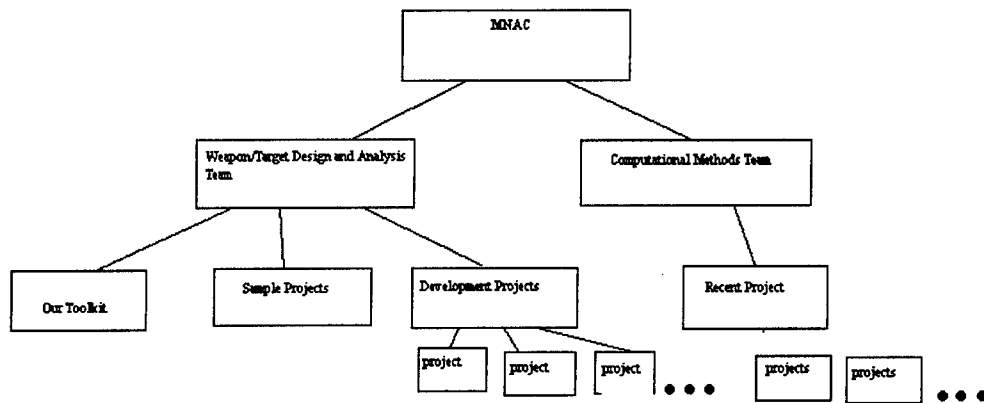 MNAC
Weapon/Target Design and Analysis
Team
Computational Methods Team
Our Toolkit
Sample Projects
Development Projects
Recent Project
project
project
project
projects
projects